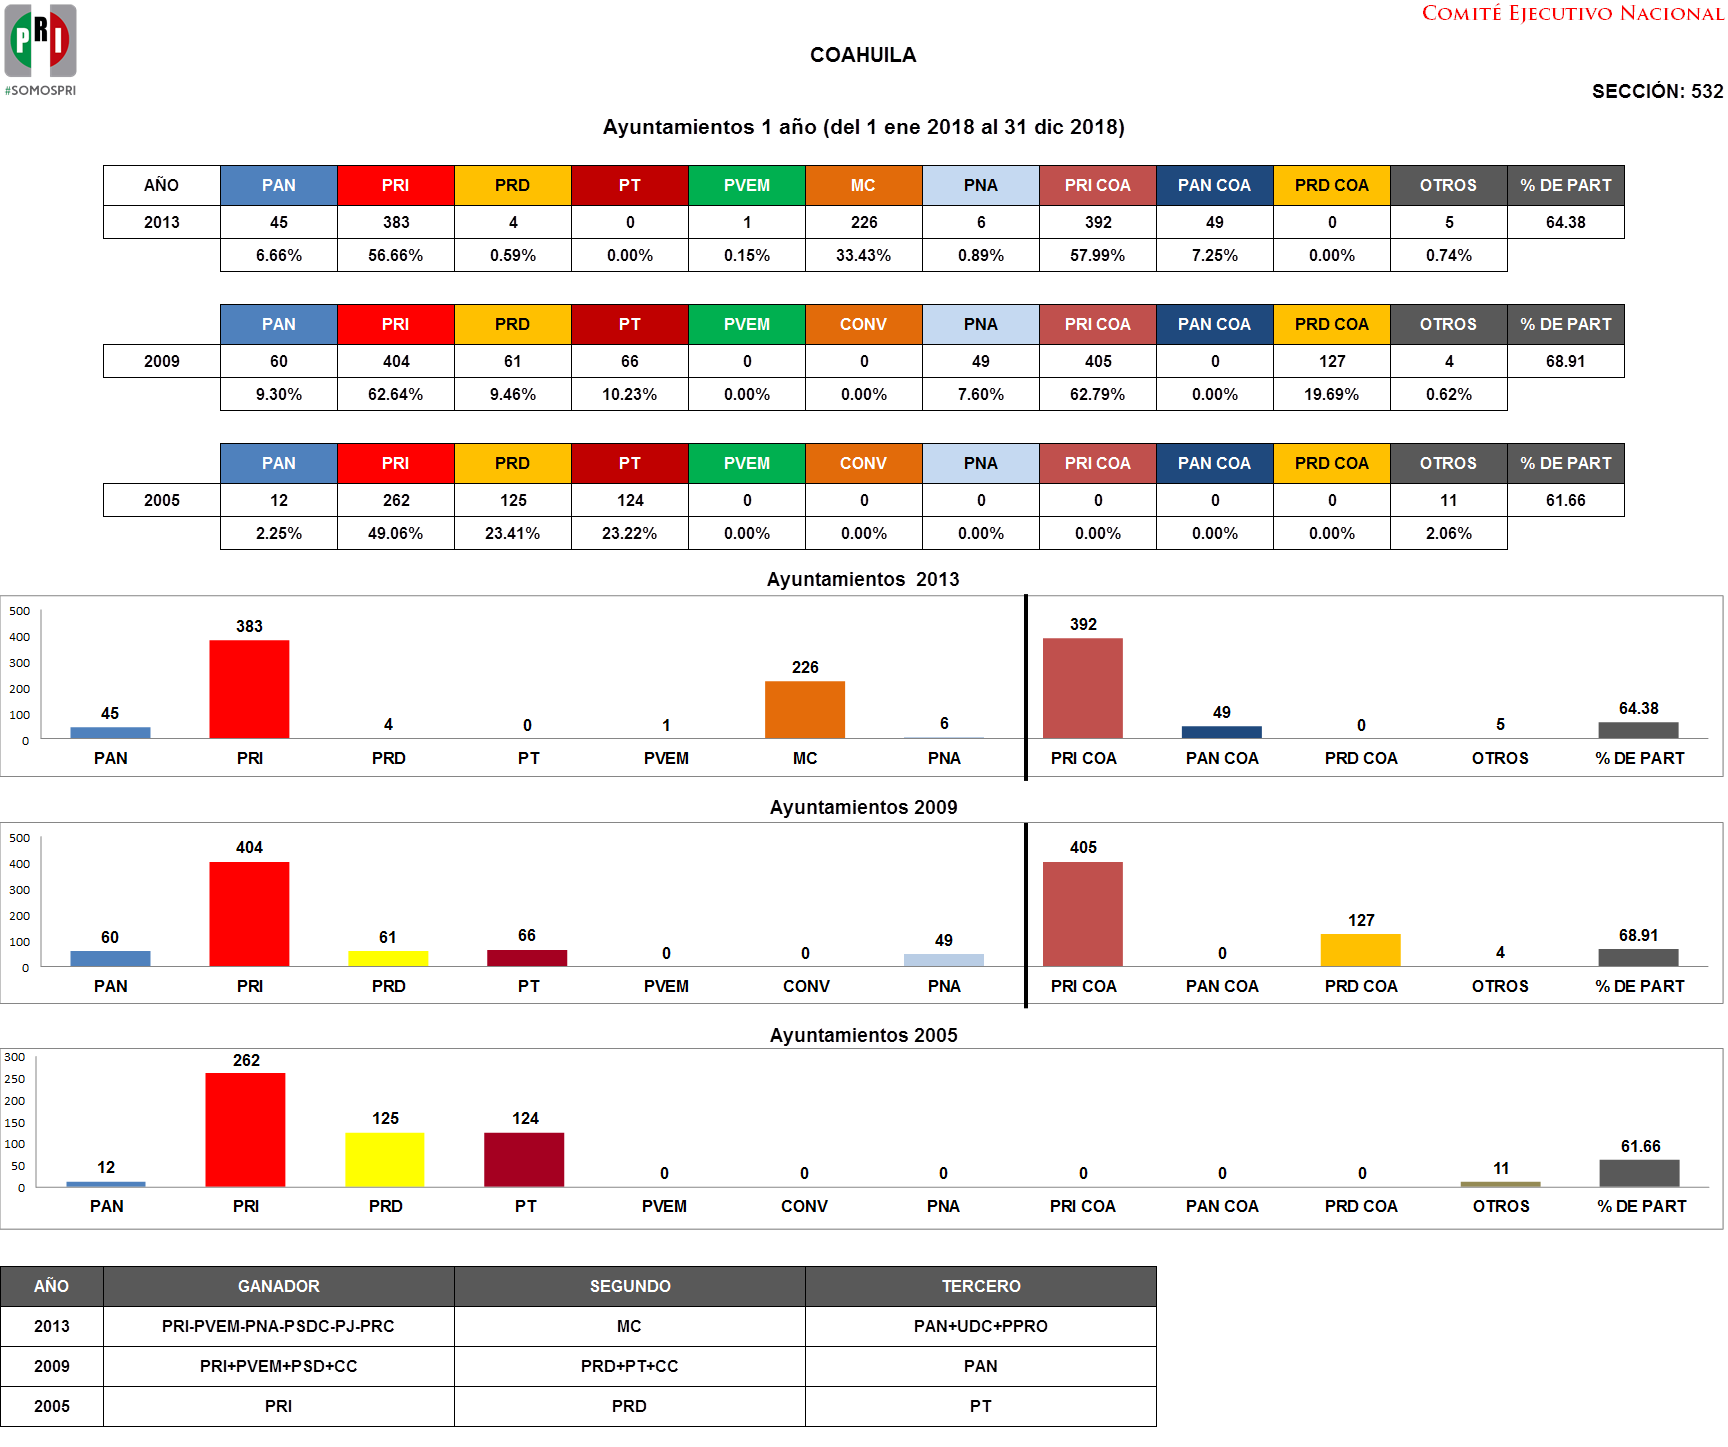 PRI
#SOMOSPRI
COMITÉ EJECUTIVO NACIONAL
COAHUILA
SECCIÓN: 532
Ayuntamientos 1 año (del 1 ene 2018 al 31 dic 2018)
AÑO PAN PRI PRD PT PVEM MC PNA PRI COA PAN COA PRD COA OTROS % DE PART
2013 45 383 4 0 1 226 6 392 49 0 5 64.38
6.66% 56.66% 0.59% 0.00% 0.15% 33.43% 0.89% 57.99% 7.25% 0.00% 0.74%
PAN PRI PRD PT PVEM CONV PNA PRI COA PAN COA PRD COA OTROS % DE PART
2009 60 404 61 66 0 0 49 405 0 127 4 68.91
9.30% 62.64% 9.46% 10.23% 0.00% 0.00% 7.60% 62.79% 0.00% 19.69% 0.62%
PAN PRI PRD PT PVEM CONV PNA PRI COA PAN COA PRD COA OTROS % DE PART
2005 12 262 125 124 0 0 0 0 0 0 11 61.66
2.25% 49.06% 23.41% 23.22% 0.00% 0.00% 0.00% 0.00% 0.00% 0.00% 2.06%
Ayuntamientos 2013
500
400
300
200
100
0
45 383 4 0 1 226 6 392 49 0 5 64.38
PAN PRI PRD PT PVEM MC PNA PRI COA PAN COA PRD COA OTROS % DE PART
Ayuntamientos 2009
500
400
300
200
100
0
60 404 61 66 0 0 49 405 0 127 4 68.91
PAN PRI PRD PT PVEM CONV PNA PRI COA PAN COA PRD COA OTROS % DE PART
Ayuntamientos 2005
300
250
200
150
100
50
0
12 262 125 124 0 0 0 0 0 0 11 61.66
PAN PRI PRD PT PVEM CONV PNA PRI COA PAN COA PRD COA OTROS % DE PART
AÑO GANADOR SEGUNDO TERCERO
2013 PRI-PVEM-PNA-PSDC-PJ-PRC MC PAN+UDC+PPRO
2009 PRI+PVEM+PSD+CC PRD+PT+CC PAN
2005 PRI PRD PT